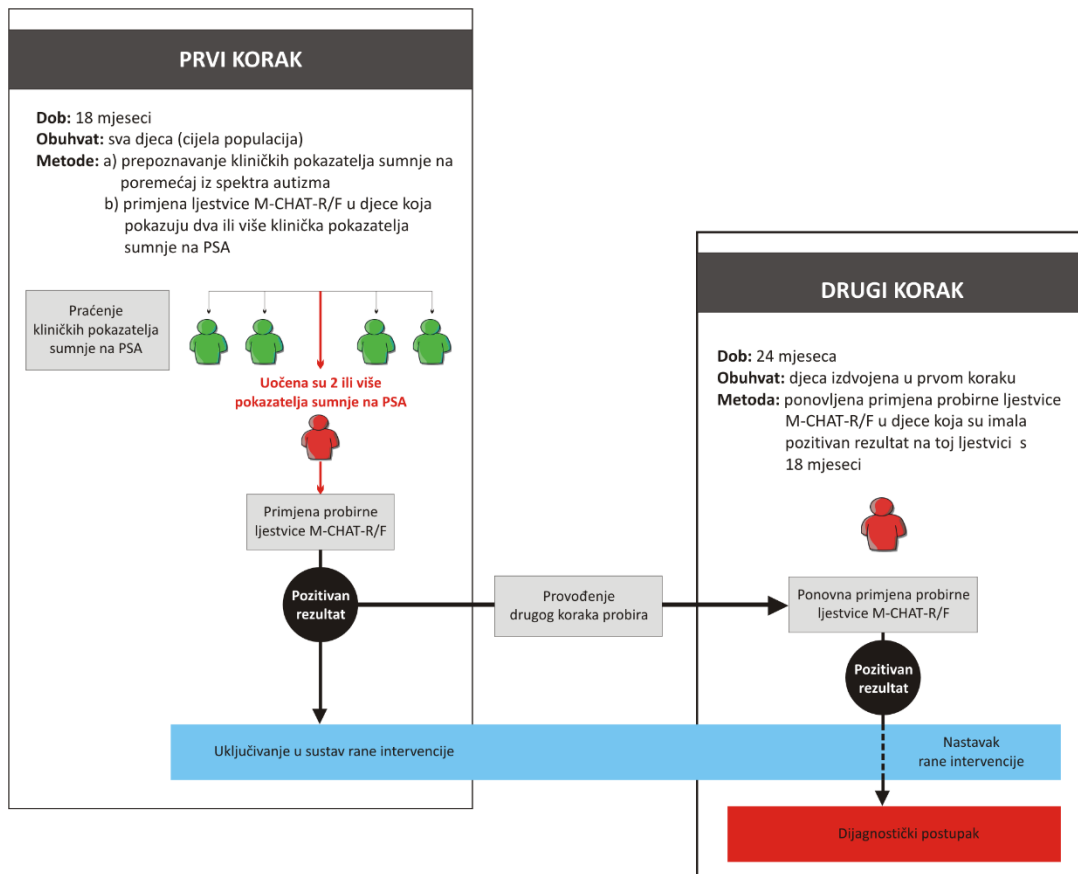 PRVI KORAK
Dob: 18 mjeseci
Obuhvat: sva djeca (cijela populacija)
Metode: a) prepoznavanje kliničkih pokazatelja sumnje na
poremećaj iz spektra autizma
b) primjena ljestvice M-CHAT-R/F u djece koja
pokazuju dva ili više klinička pokazatelja
sumnje na PSA
Praćenje
kliničkih pokazatelja
sumnje na PSA
Uočena su 2 ili više
pokazatelja sumnje na PSA
Primjena probirne
ljestvice M-CHAT-R/F
Pozitivan
rezultat
Provođenje
drugog koraka probira
Uključivanje u sustav rane intervencije
DRUGI KORAK
Dob: 24 mjeseca
Obuhvat: djeca izdvojena u prvom koraku
Metoda: ponovljena primjena probirne ljestvice
M-CHAT-R/F u djece koja su imala
pozitivan rezultat na toj ljestvici s
18 mjeseci
Ponovna primjena probirne
ljestvice M-CHAT-R/F
Pozitivan
rezultat
Nastavak
rane intervencije
Dijagnostički postupak